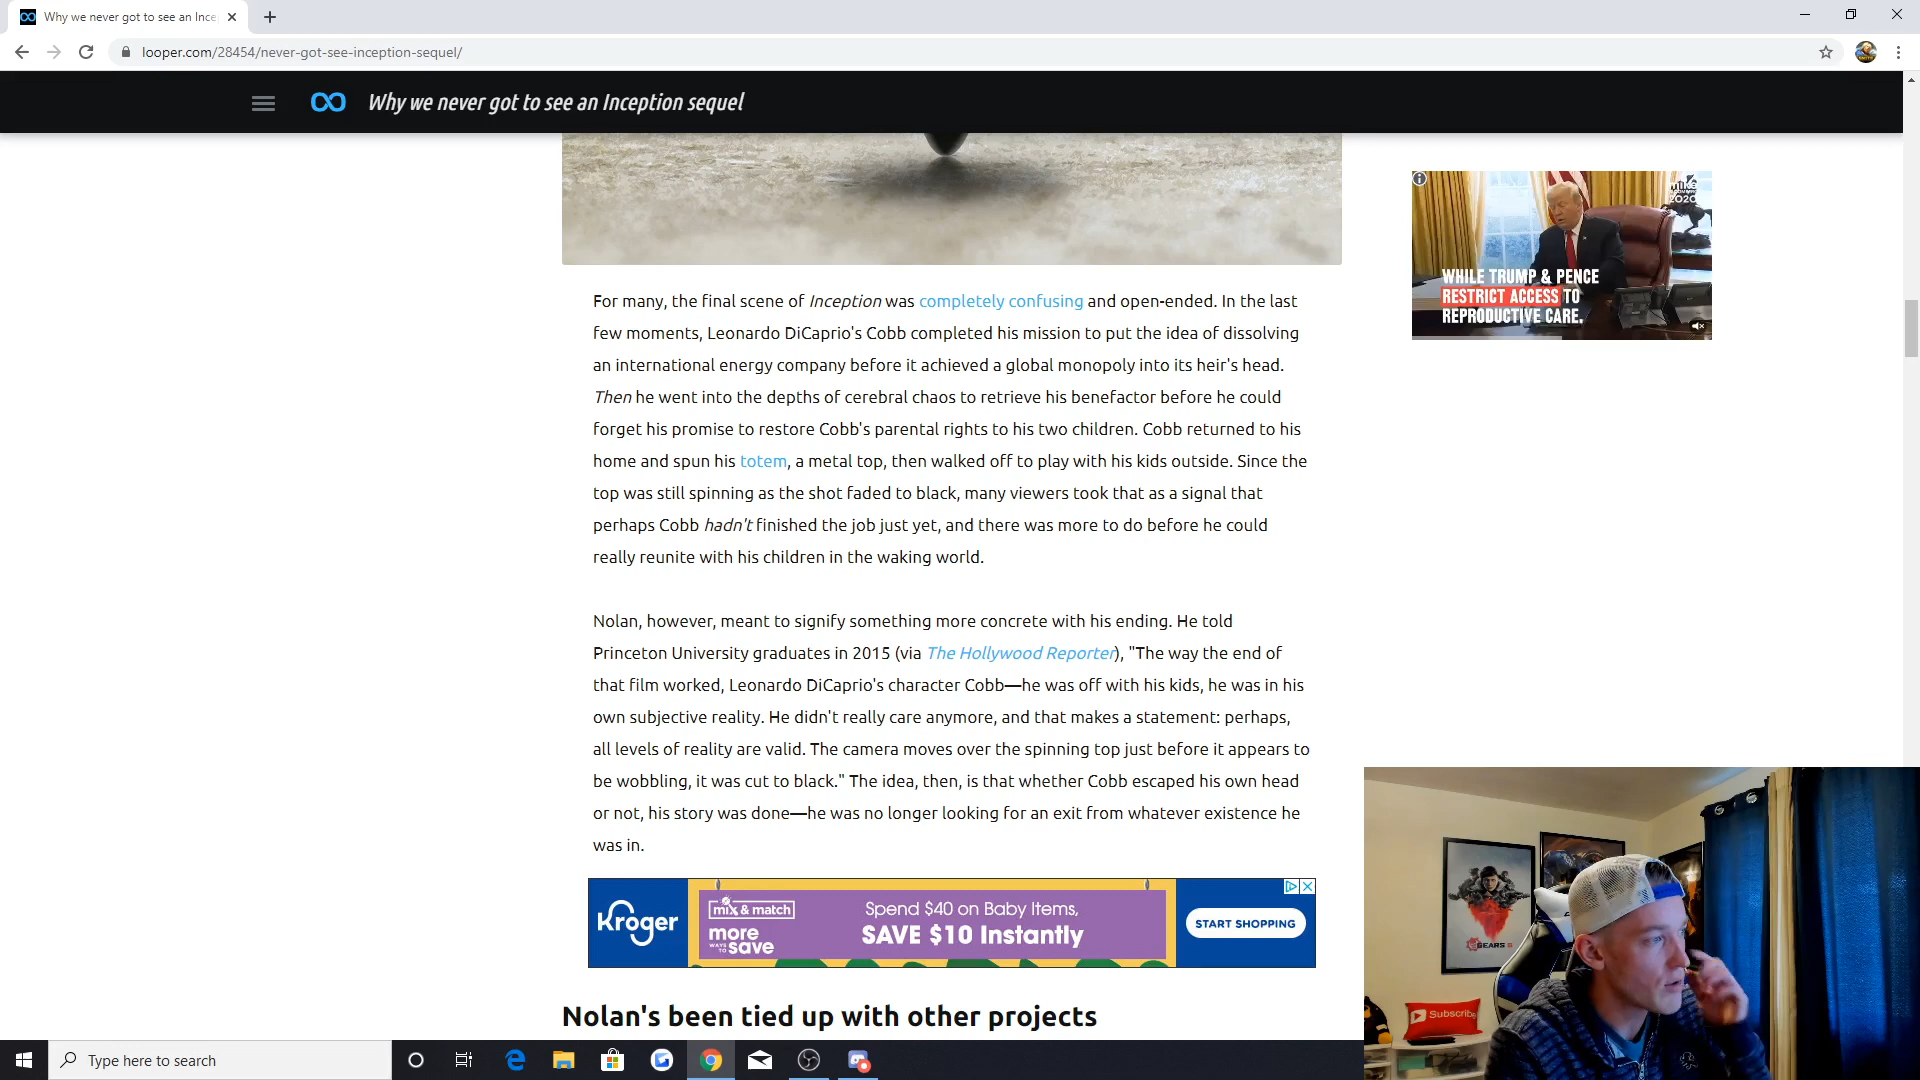 Why we never got to see an Ince
looper.com/28454/never-got-see-inception-sequel/
Why we never got to see an Inception sequel
WHILE TRUMP & PENCE
RESTRICT ACCESS TO
REPRODUCTIVE CARE.
mike
2020
For many, the final scene of Inception was completely confusing and open-ended. In the last
few moments, Leonardo DiCaprio's Cobb completed his mission to put the idea of dissolving
an international energy company before it achieved a global monopoly into its heir's head.
Then he went into the depths of cerebral chaos to retrieve his benefactor before he could
forget his promise to restore Cobb's parental rights to his two children. Cobb returned to his
home and spun his totem, a metal top, then walked off to play with his kids outside. Since the
top was still spinning as the shot faded to black, many viewers took that as a signal that
perhaps Cobb hadn't finished the job just yet, and there was more to do before he could
really reunite with his children in the waking world.
Nolan, however, meant to signify something more concrete with his ending. He told
Princeton University graduates in 2015 (via The Hollywood Reporter), "The way the end of
that film worked, Leonardo DiCaprio's character Cobb—he was off with his kids, he was in his
own subjective reality. He didn't really care anymore, and that makes a statement: perhaps,
all levels of reality are valid. The camera moves over the spinning top just before it appears to
be wobbling, it was cut to black." The idea, then, is that whether Cobb escaped his own head
or not, his story was done—he was no longer looking for an exit from whatever existence he
was in.
Kroger
mix & match
more
WAYS TO
save
Spend $40 on Baby Items,
SAVE $10 Instantly
START SHOPPING
Nolan's been tied up with other projects
GEARS 5
Subscribe
Type here to search